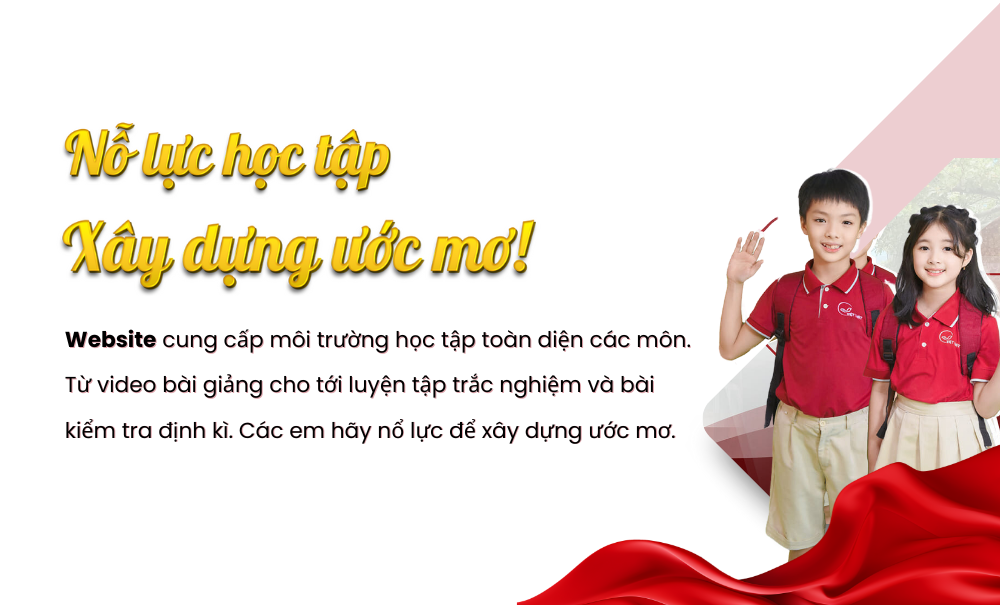 Nỗ lực học tập
Xây dựng ước mơ!
Website cung cấp môi trường học tập toàn diện các môn.
Từ video bài giảng cho tới luyện tập trắc nghiệm và bài
kiểm tra định kì. Các em hãy nổ lực để xây dựng ước mơ.